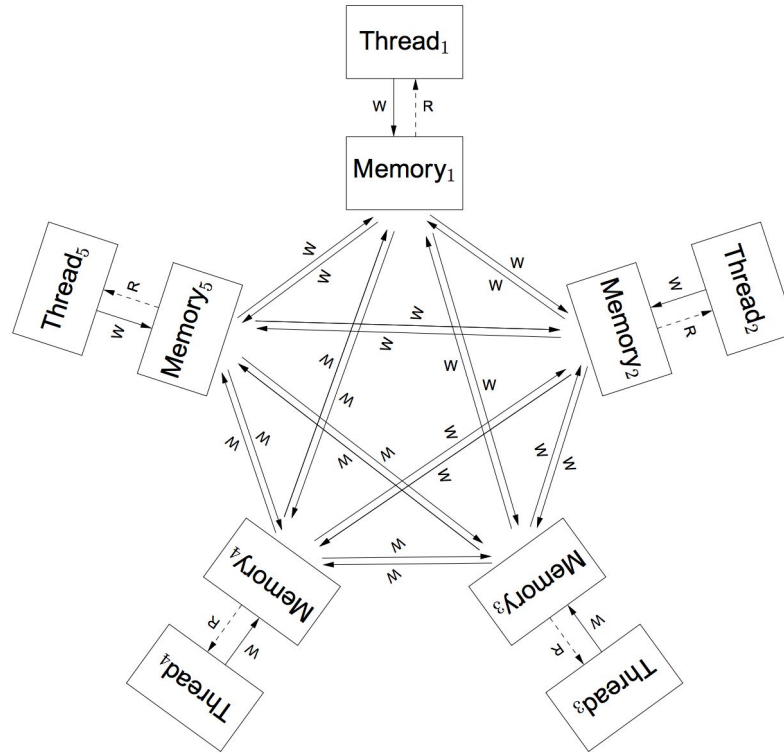 Thread₁
W R
Memory₁
W W
W W
Thread₅
R
W
Memory₅
Thread₂
W
R
Memory₂
W
W
W
W
W W
W
W
W
W
W
W
W
W
W
W
Memory₄
Memory₃
R
W
W
R
Thread₄
Thread₃